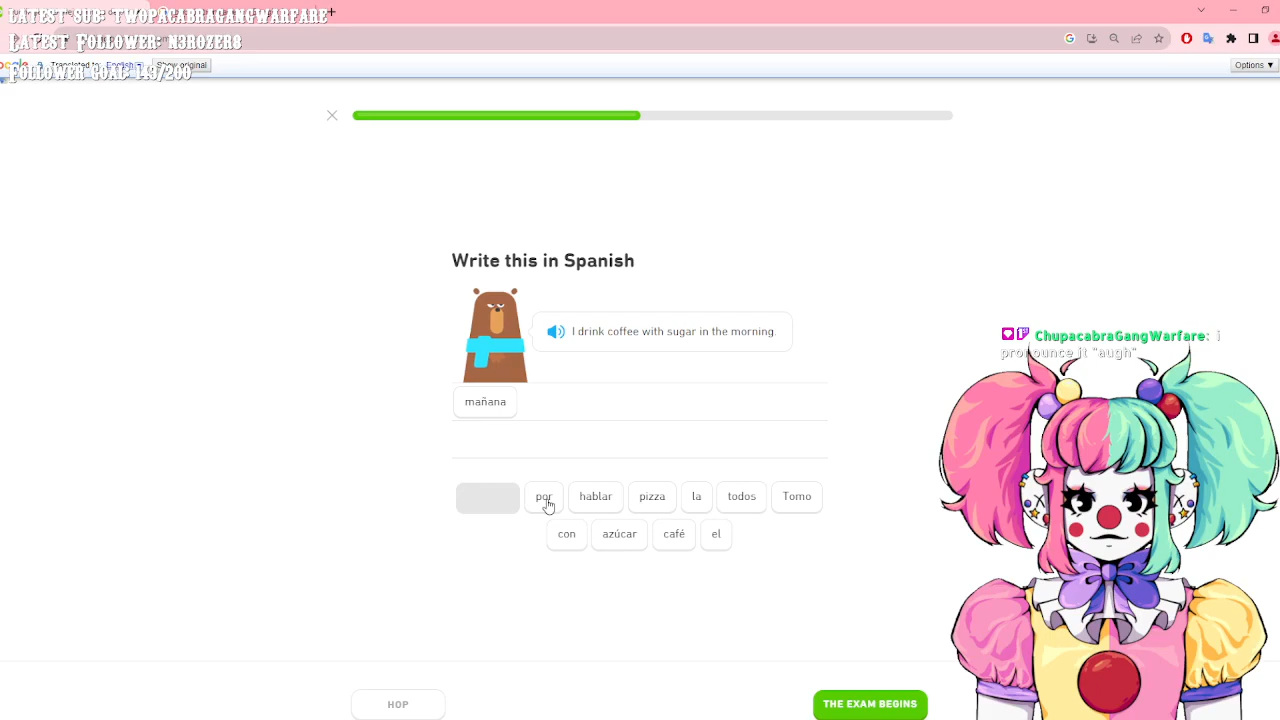 LATEST SUB: TWOPACABRAGANGWARFARE
LATEST FOLLOWER: N3ROZER8
Translated to: English Show original
FOLLOWER GOAL: 149/200
Options ▼
Write this in Spanish
I drink coffee with sugar in the morning.
mañana
por hablar pizza la todos Tomo
con azúcar café el
HOP
THE EXAM BEGINS
ChupacabraGangWarfare: i
pronounce it "augh"